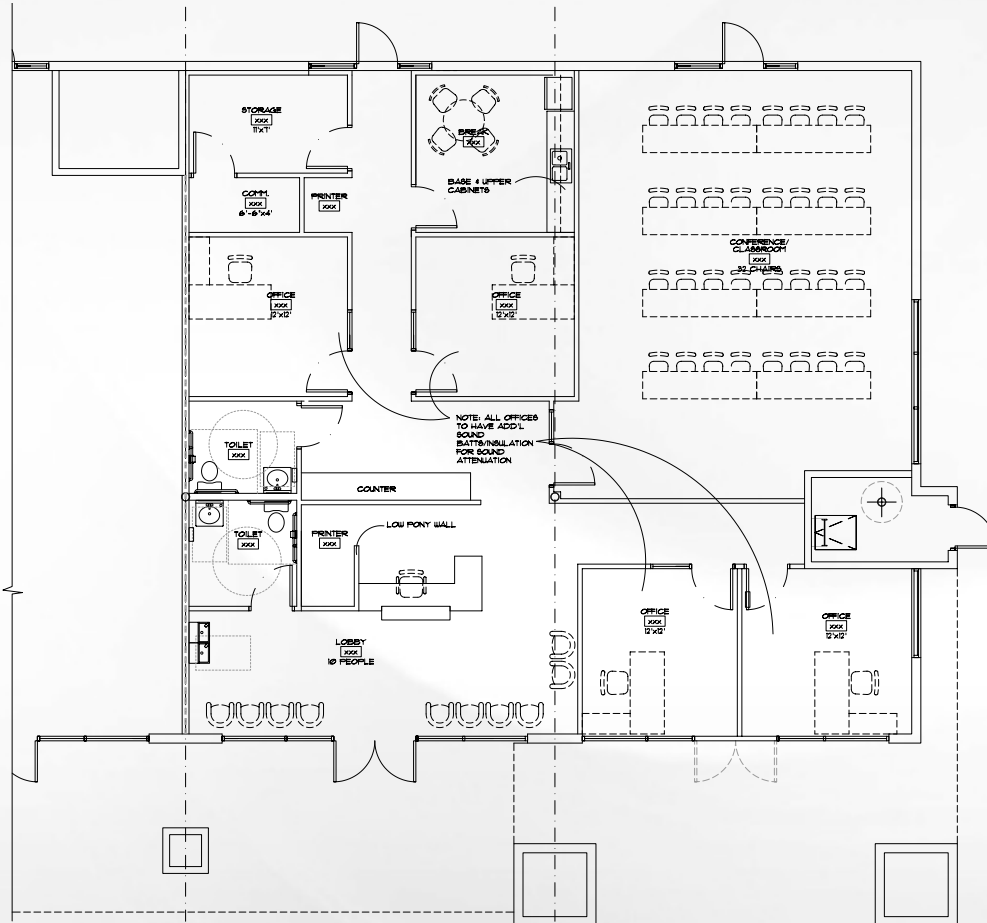 STORAGE
XXX
11'x7'
BREAK
XXX
BASE & UPPER
CABINETS
COMM.
XXX
6'-6"x4'
PRINTER
XXX
CONFERENCE/
CLASSROOM
XXX
32 CHAIRS
OFFICE
XXX
12'x12'
OFFICE
XXX
12'x12'
NOTE: ALL OFFICES
TO HAVE ADD'L
SOUND
BATTS/INSULATION
FOR SOUND
ATTENUATION
TOILET
XXX
COUNTER
LOW PONY WALL
TOILET
XXX
PRINTER
XXX
OFFICE
XXX
12'x12'
OFFICE
XXX
12'x12'
LOBBY
XXX
10 PEOPLE